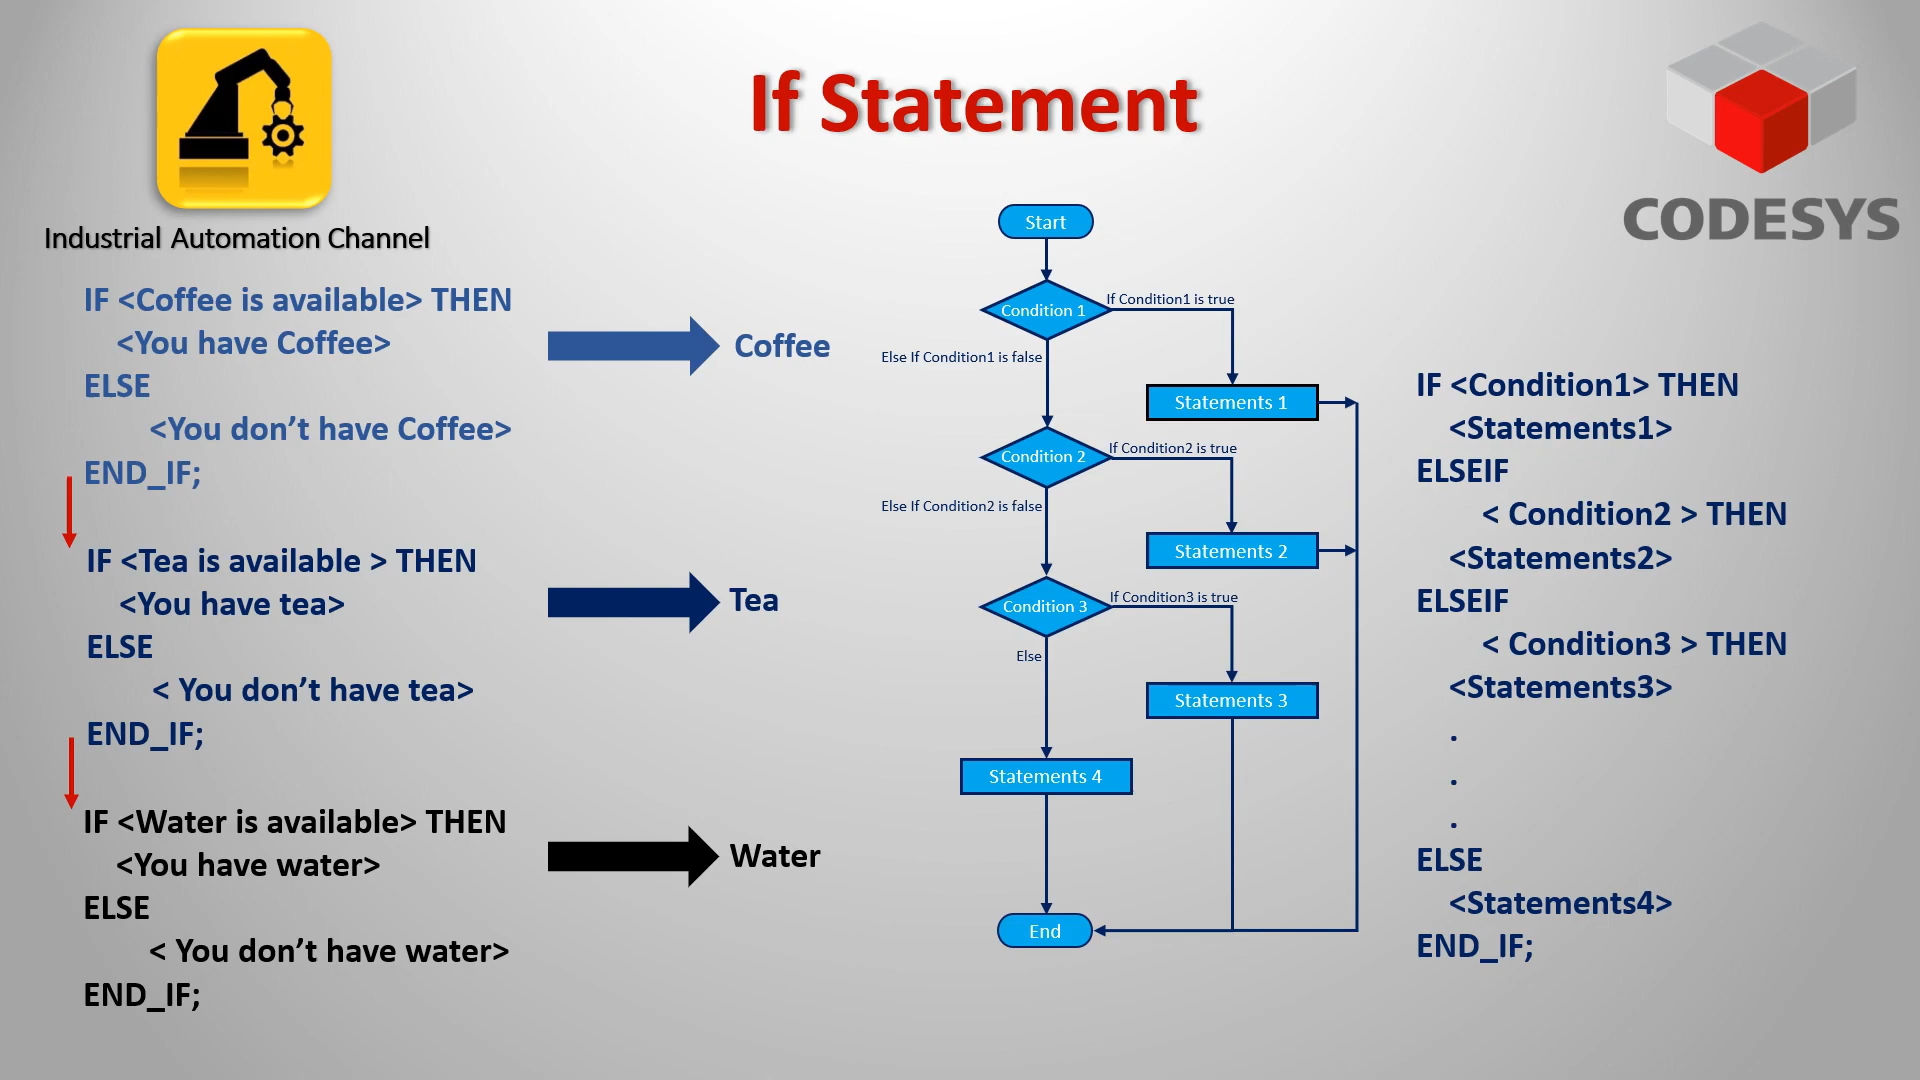 If Statement
Industrial Automation Channel
CODESYS
IF <Coffee is available> THEN
<You have Coffee>
ELSE
<You don’t have Coffee>
END_IF;
IF <Tea is available > THEN
<You have tea>
ELSE
< You don’t have tea>
END_IF;
IF <Water is available> THEN
<You have water>
ELSE
< You don’t have water>
END_IF;
Coffee
Tea
Water
Start
Condition 1
If Condition1 is true
Else If Condition1 is false
Statements 1
Condition 2
If Condition2 is true
Else If Condition2 is false
Statements 2
Condition 3
If Condition3 is true
Else
Statements 3
Statements 4
End
IF <Condition1> THEN
<Statements1>
ELSEIF
< Condition2 > THEN
<Statements2>
ELSEIF
< Condition3 > THEN
<Statements3>
.
.
.
ELSE
<Statements4>
END_IF;